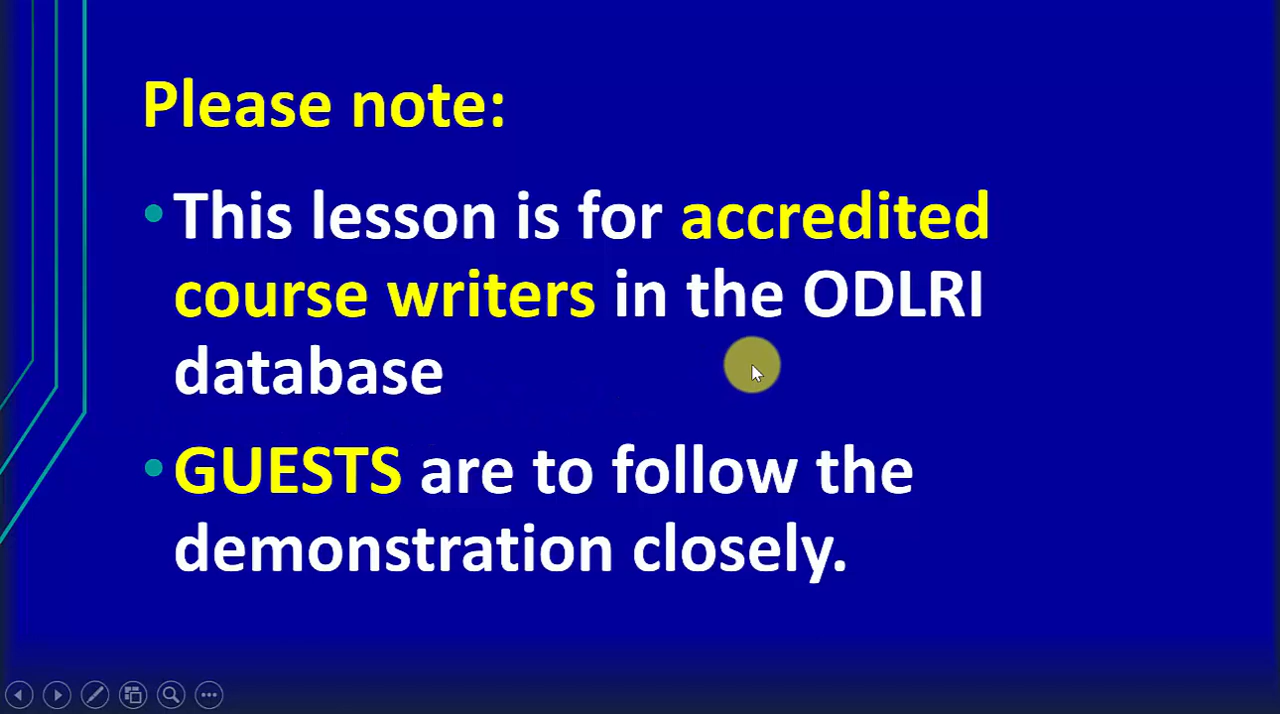 Please note:
•This lesson is for accredited
course writers in the ODLRI
database
•GUESTS are to follow the
demonstration closely.